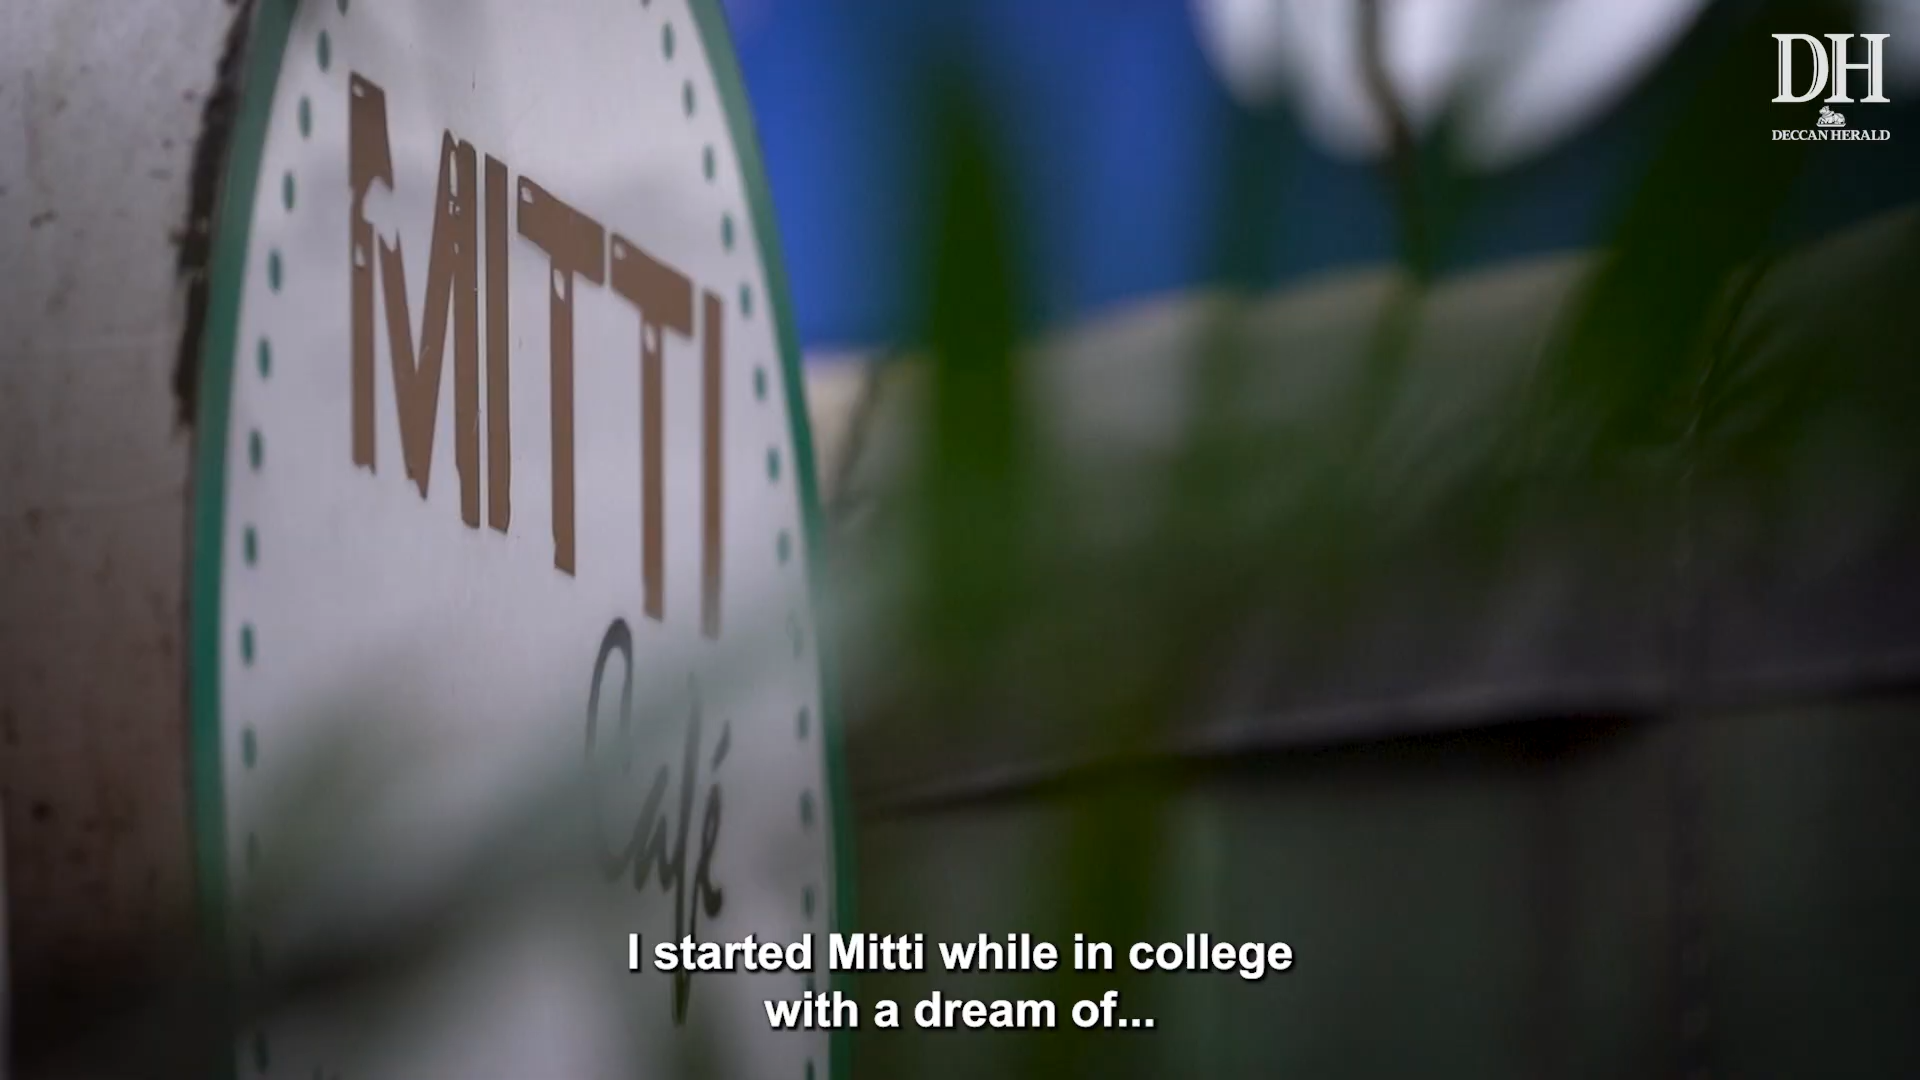 DH
DECCAN HERALD
MITTI
Café
I started Mitti while in college
with a dream of...